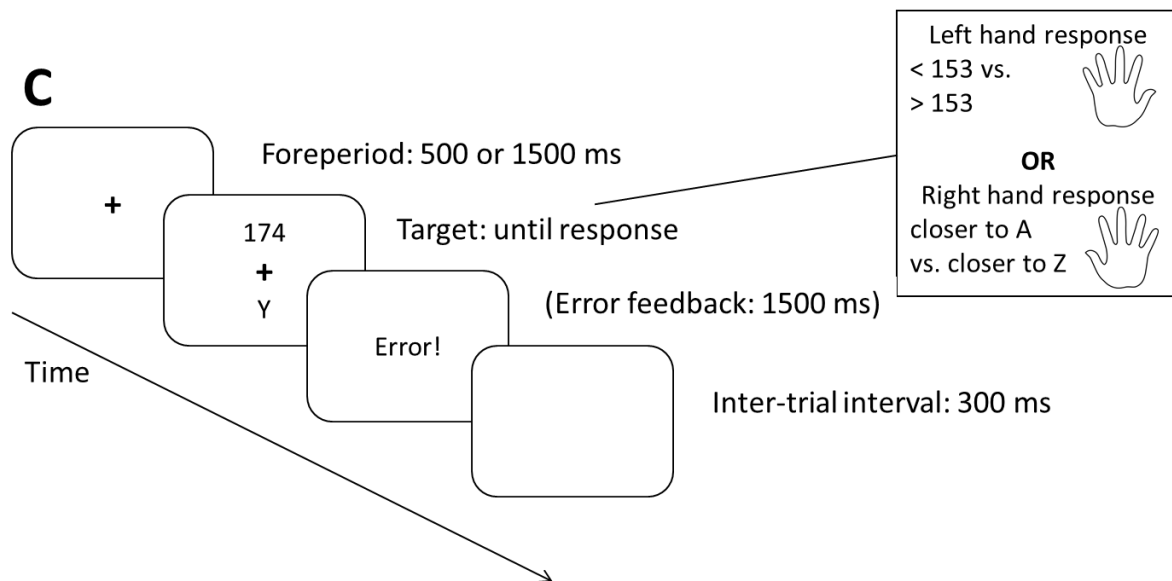 C
+
Foreperiod: 500 or 1500 ms
174
+
Y
Target: until response
Error!
(Error feedback: 1500 ms)
Inter-trial interval: 300 ms
Time
Left hand response
< 153 vs.
> 153
OR
Right hand response
closer to A
vs. closer to Z